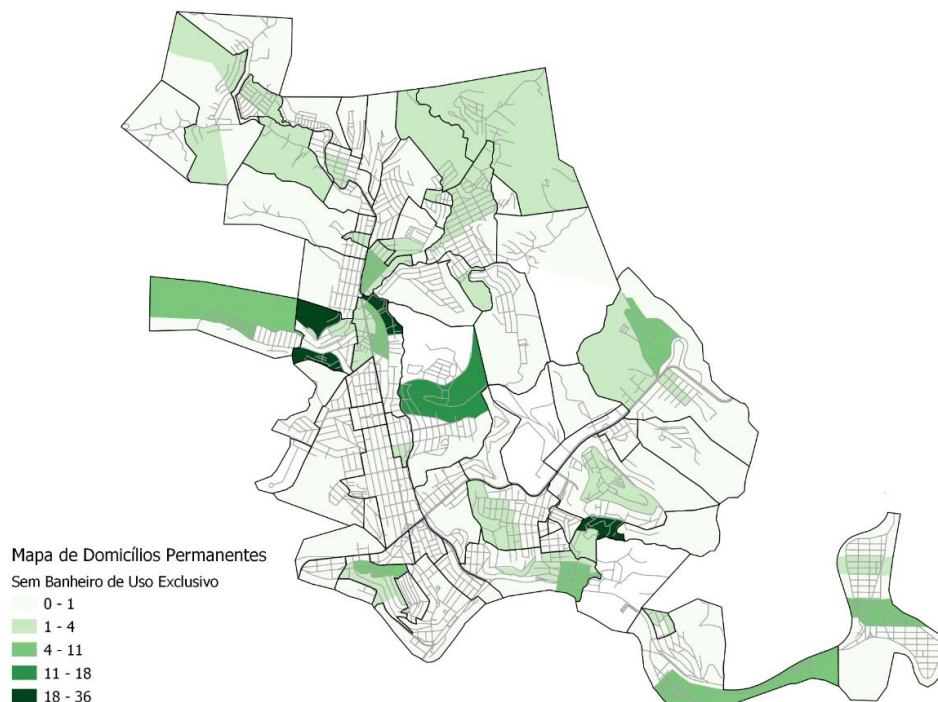 Mapa de Domicílios Permanentes
Sem Banheiro de Uso Exclusivo
0 - 1
1 - 4
4 - 11
11 - 18
18 - 36